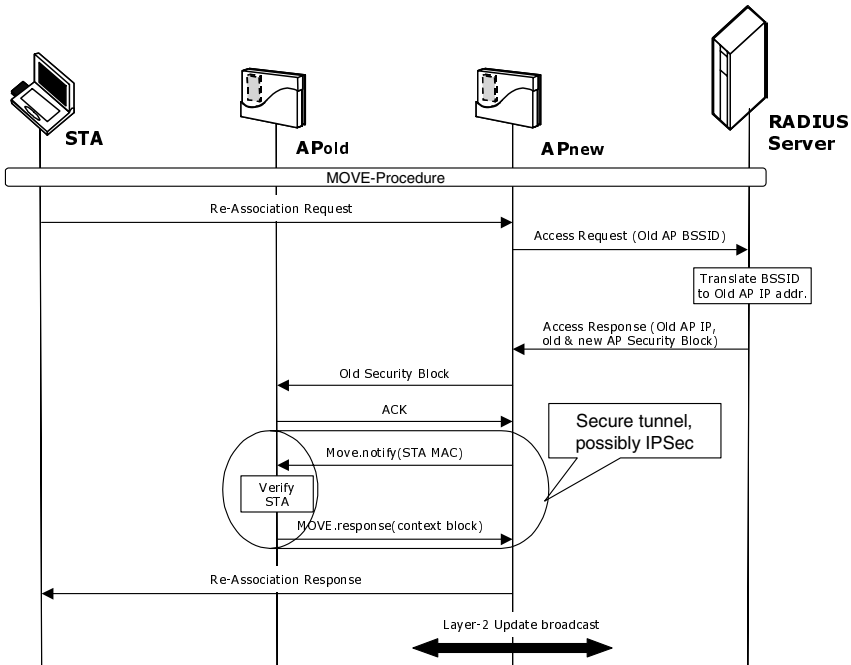 STA
APold
APnew
RADIUS
Server
MOVE-Procedure
Re-Association Request
Access Request (Old AP BSSID)
Translate BSSID
to Old AP IP addr.
Access Response (Old AP IP,
old & new AP Security Block)
Old Security Block
ACK
Secure tunnel,
possibly IPSec
Move.notify(STA MAC)
Verify
STA
MOVE.response(context block)
Re-Association Response
Layer-2 Update broadcast